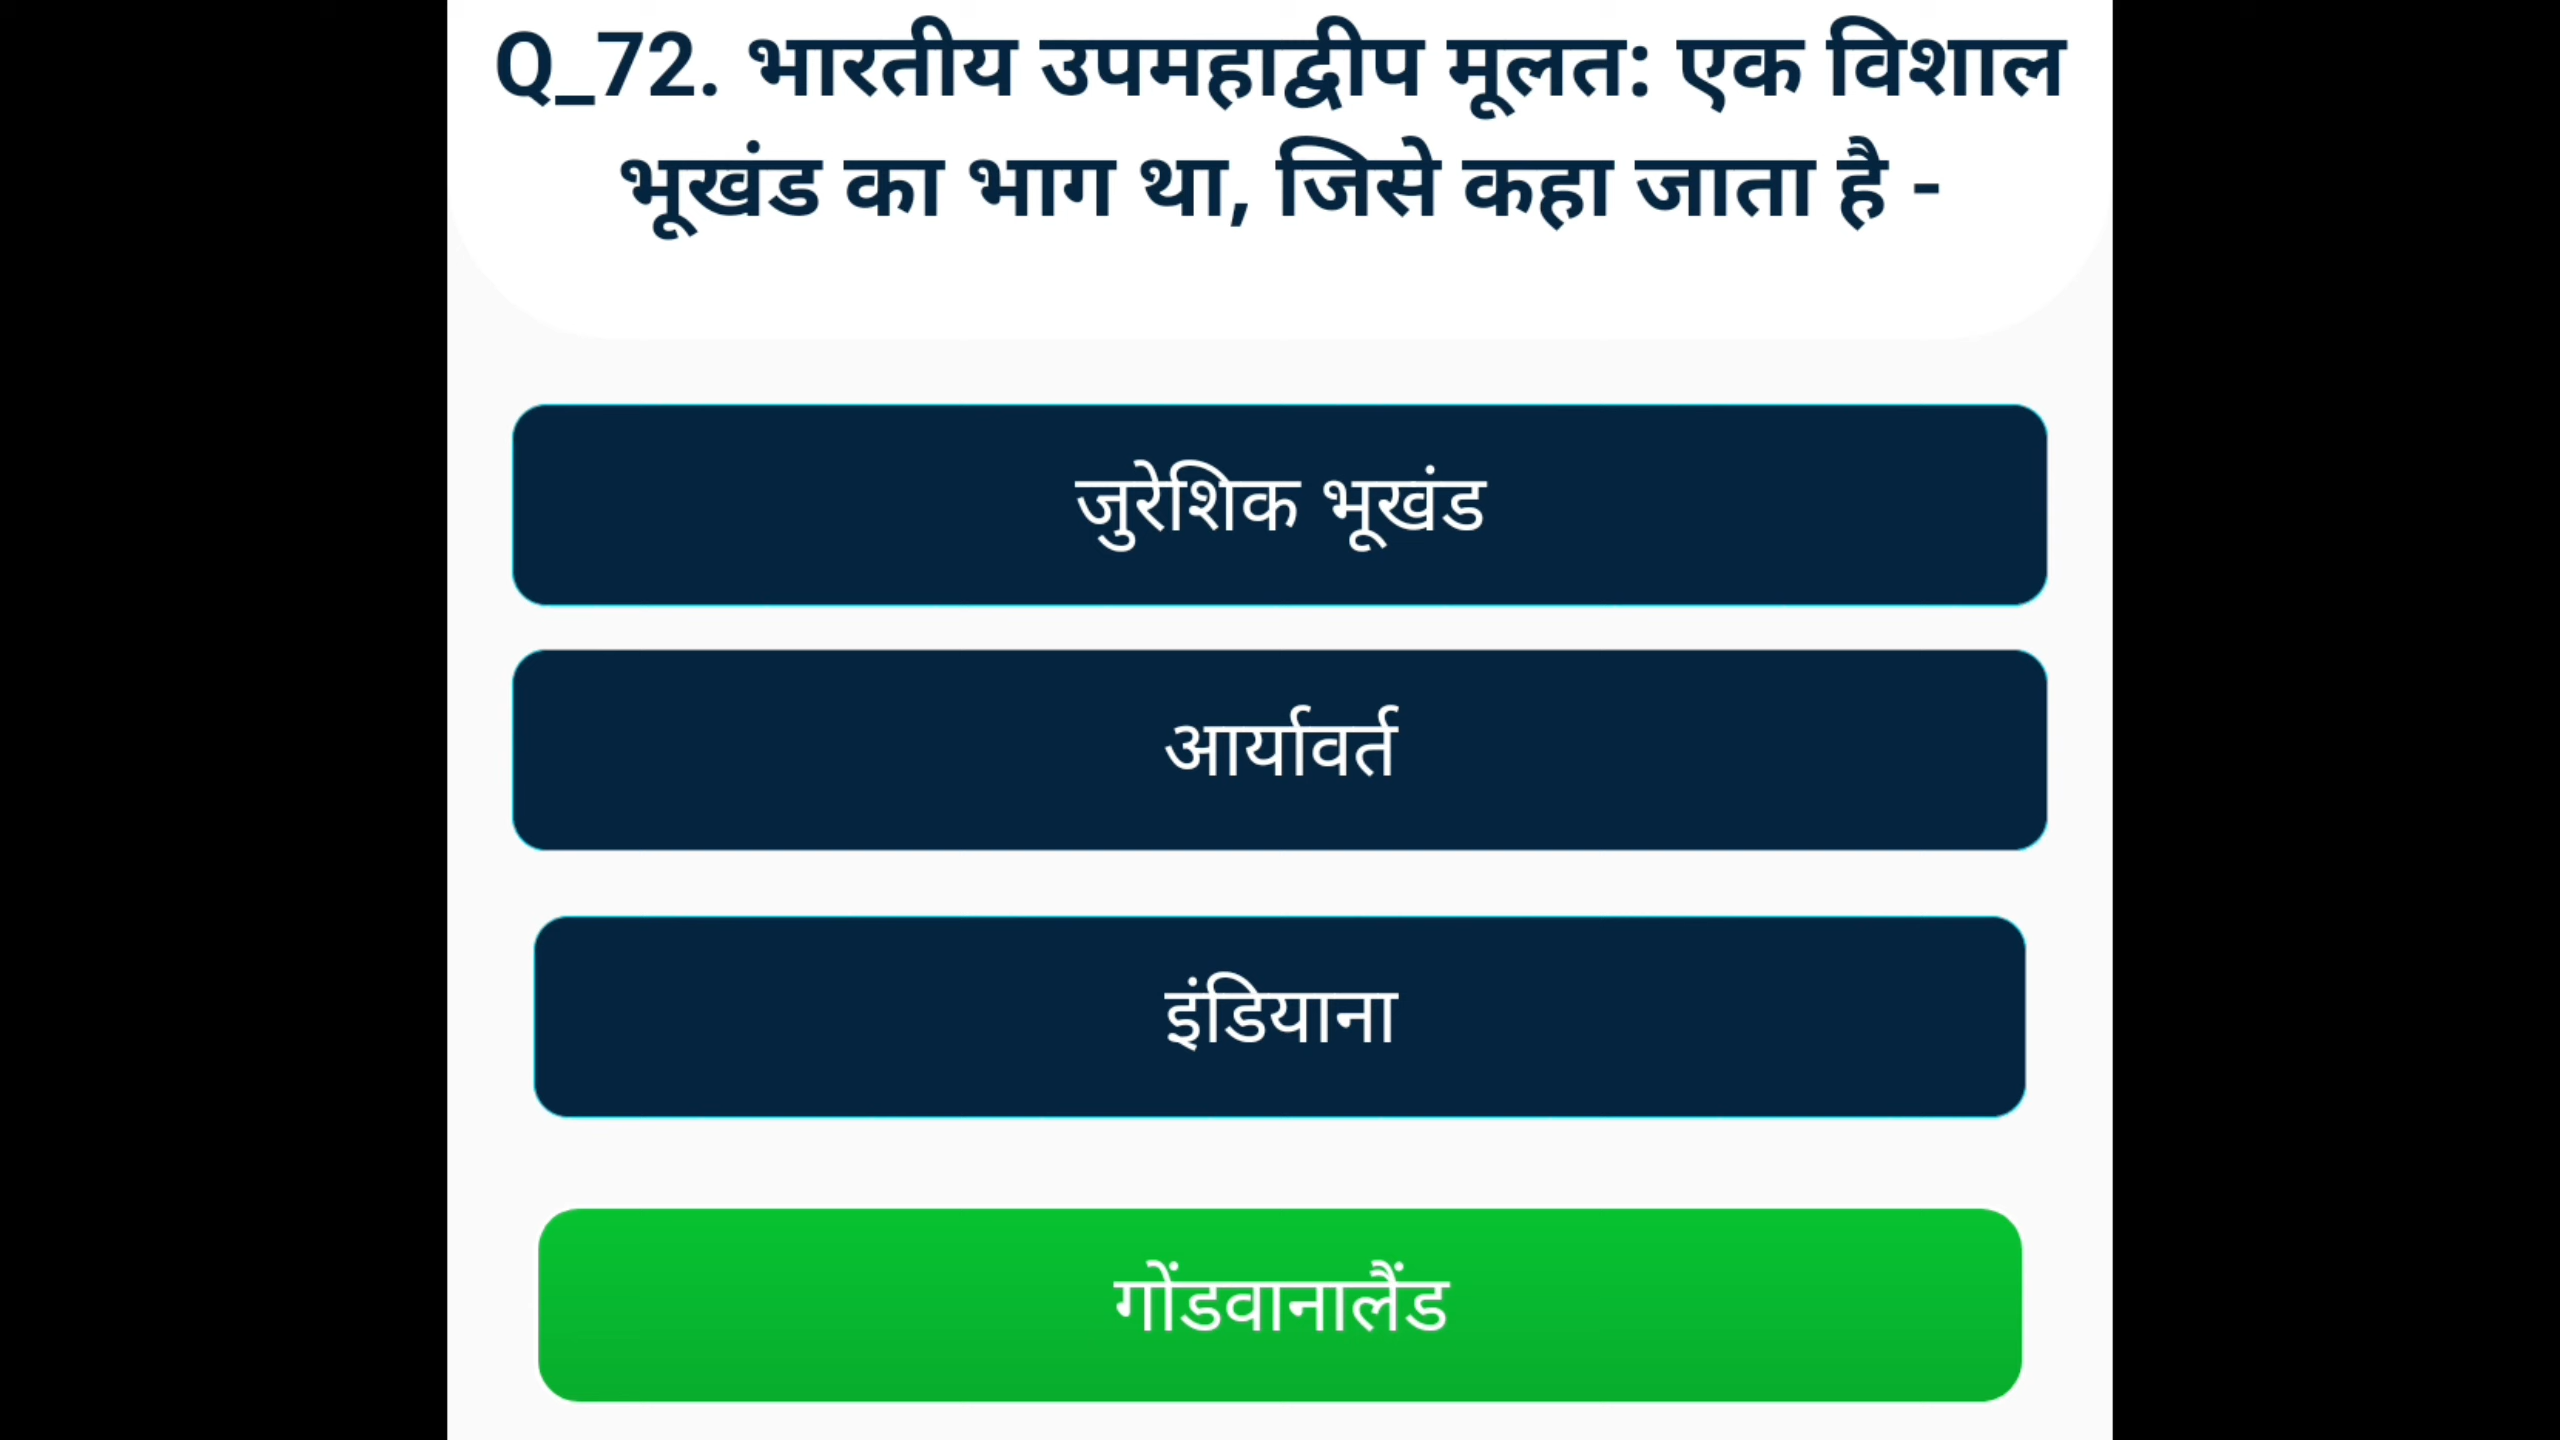 Q_72. भारतीय उपमहाद्वीप मूलत: एक विशाल
भूखंड का भाग था, जिसे कहा जाता है -
जुरेशिक भूखंड
आर्यावर्त
इंडियाना
गोंडवानालैंड